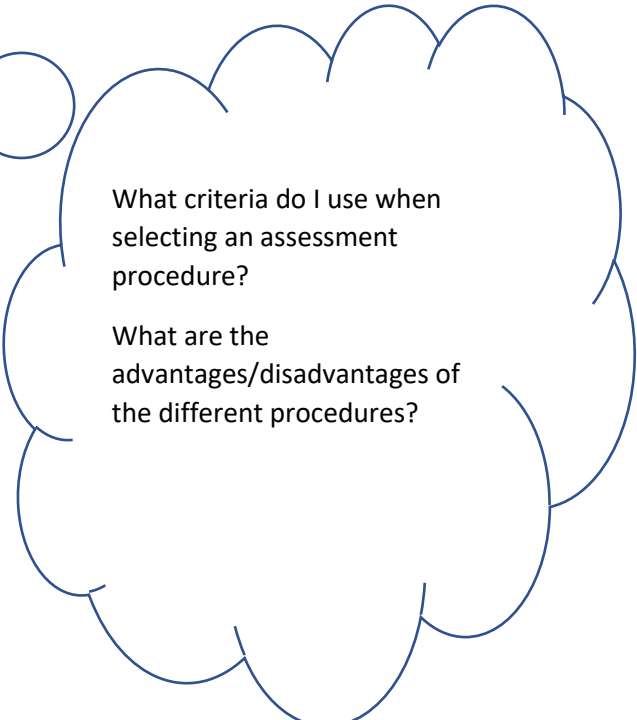 What criteria do I use when
selecting an assessment
procedure?
What are the
advantages/disadvantages of
the different procedures?